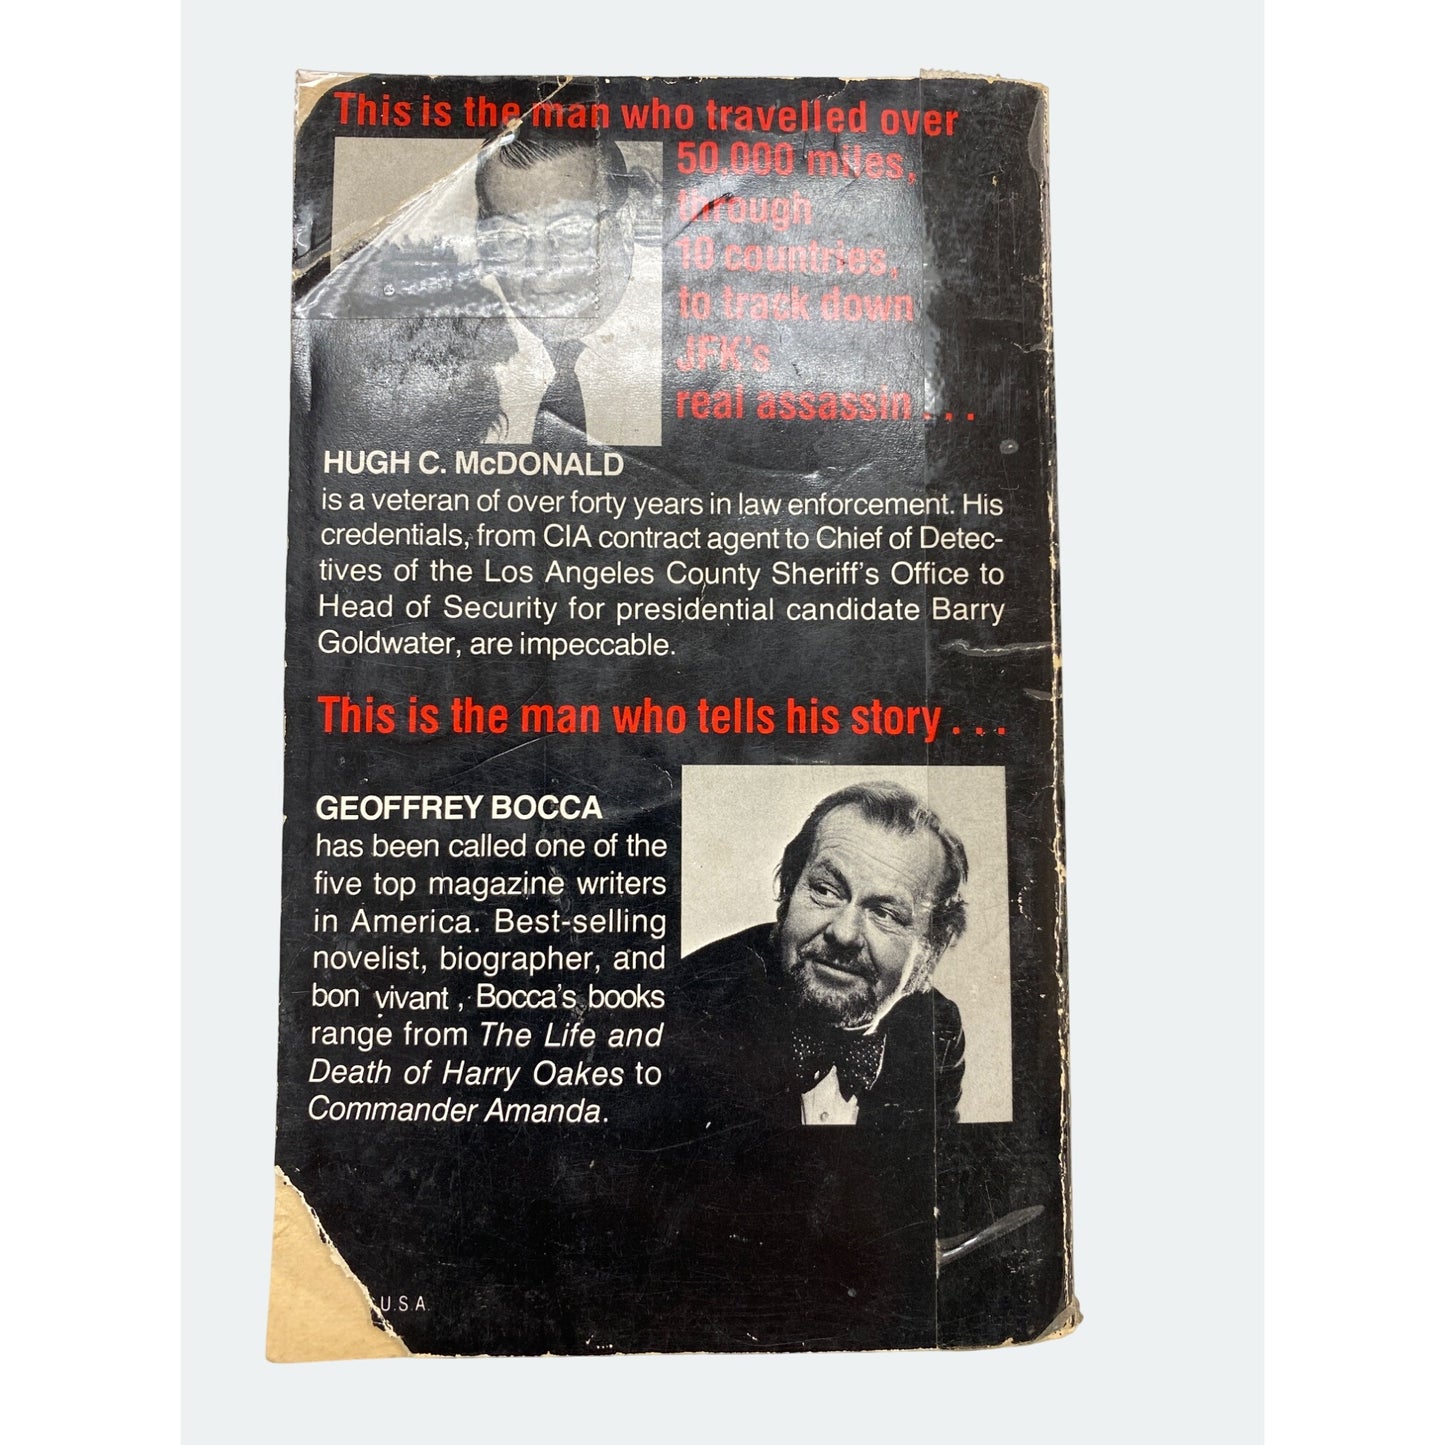 This is the man who travelled over
50,000 miles,
through
10 countries,
to track down
JFK's
real assassin . . .
HUGH C. McDONALD
is a veteran of over forty years in law enforcement. His
credentials, from CIA contract agent to Chief of Detec-
tives of the Los Angeles County Sheriff's Office to
Head of Security for presidential candidate Barry
Goldwater, are impeccable.
This is the man who tells his story . . .
GEOFFREY BOCCA
has been called one of the
five top magazine writers
in America. Best-selling
novelist, biographer, and
bon vivant, Bocca's books
range from The Life and
Death of Harry Oakes to
Commander Amanda.
U.S.A.